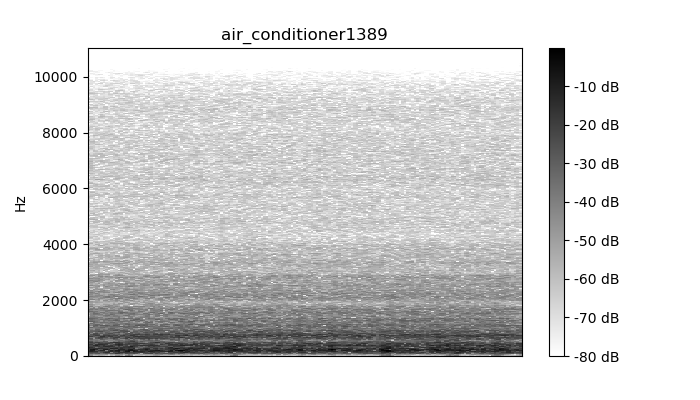 air_conditioner1389
Hz
10000
8000
6000
4000
2000
0
-10 dB
-20 dB
-30 dB
-40 dB
-50 dB
-60 dB
-70 dB
-80 dB